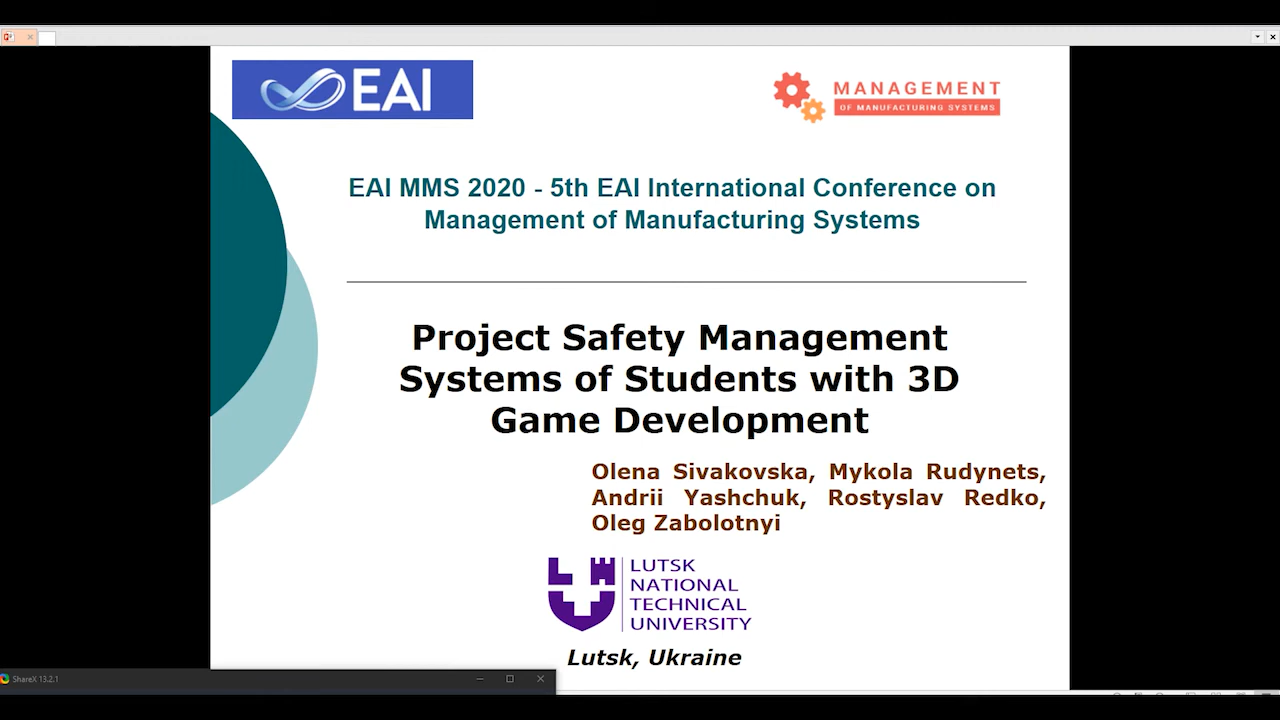 EAI
MANAGEMENT
OF MANUFACTURING SYSTEMS
EAI MMS 2020 - 5th EAI International Conference on
Management of Manufacturing Systems
Project Safety Management
Systems of Students with 3D
Game Development
Olena Sivakovska, Mykola Rudynets,
Andrii Yashchuk, Rostyslav Redko,
Oleg Zabolotnyi
LUTSK
NATIONAL
TECHNICAL
UNIVERSITY
Lutsk, Ukraine
ShareX 13.2.1